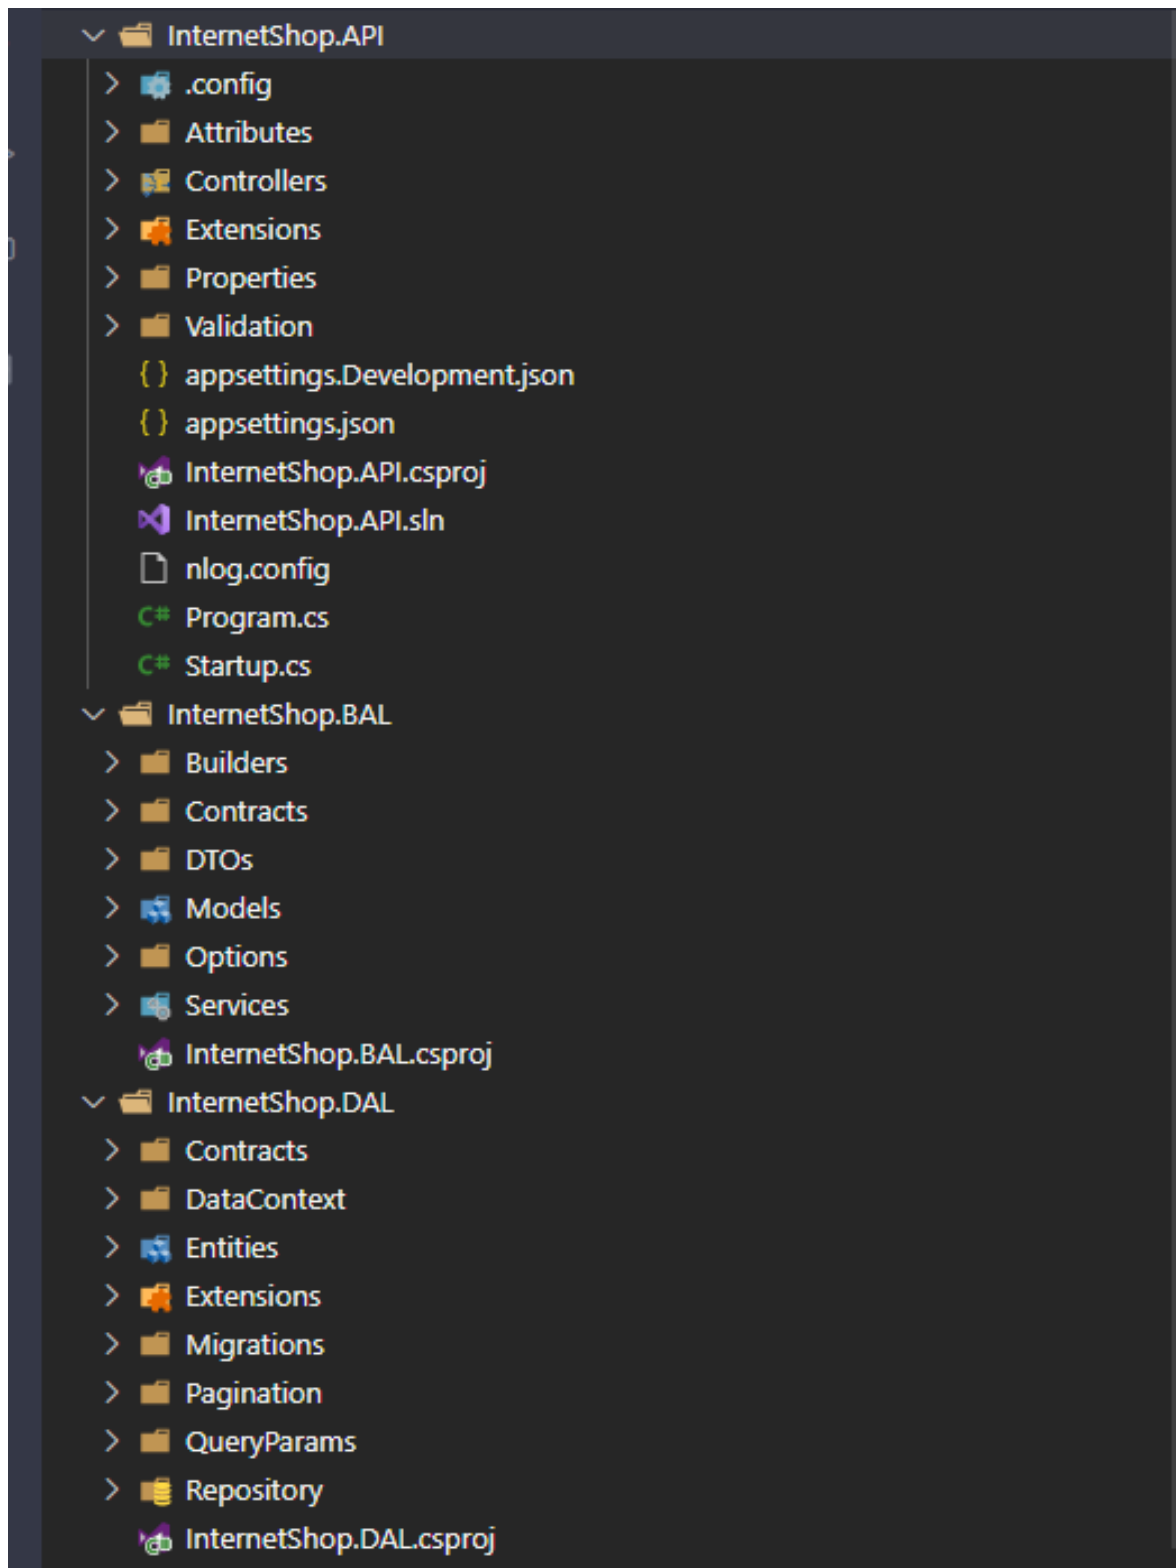 InternetShop.API
.config
Attributes
Controllers
Extensions
Properties
Validation
{ } appsettings.Development.json
{ } appsettings.json
InternetShop.API.csproj
InternetShop.API.sln
nlog.config
C# Program.cs
C# Startup.cs
InternetShop.BAL
Builders
Contracts
DTOs
Models
Options
Services
InternetShop.BAL.csproj
InternetShop.DAL
Contracts
DataContext
Entities
Extensions
Migrations
Pagination
QueryParams
Repository
InternetShop.DAL.csproj